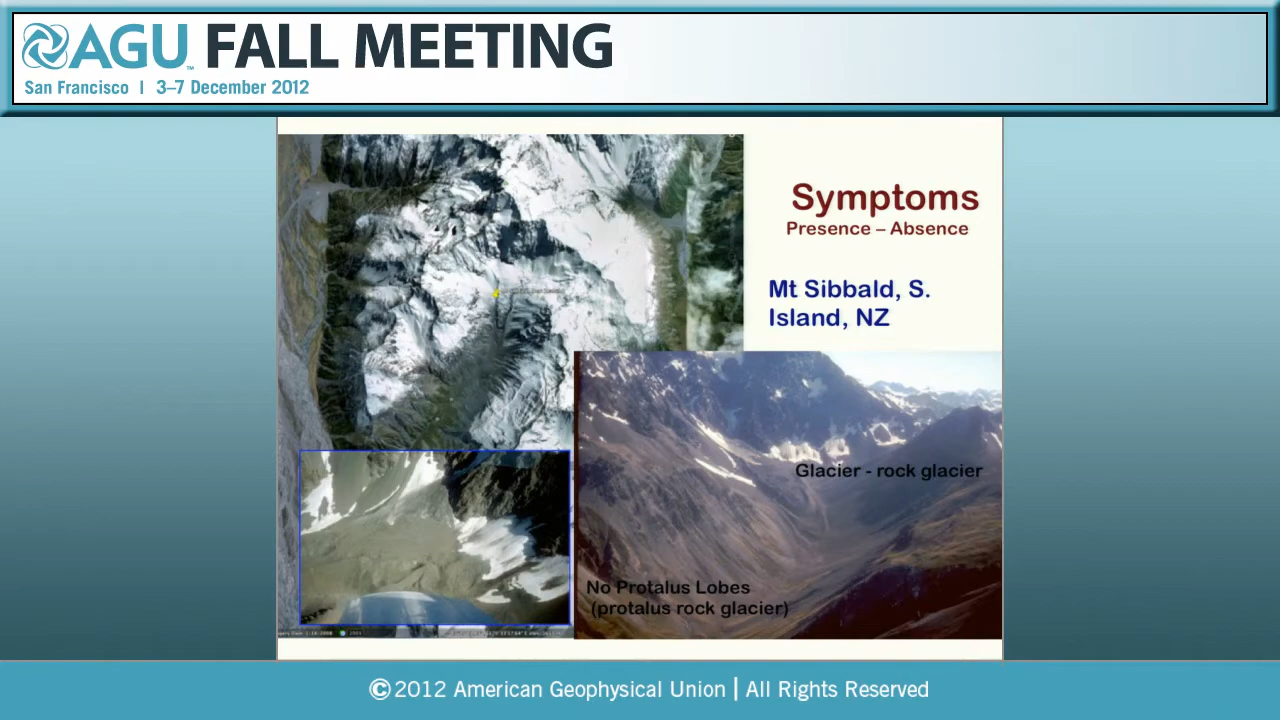 AGU™ FALL MEETING
San Francisco | 3–7 December 2012
Symptoms
Presence – Absence
Mt Sibbald, S.
Island, NZ
Glacier - rock glacier
No Protalus Lobes
(protalus rock glacier)
©2012 American Geophysical Union | All Rights Reserved